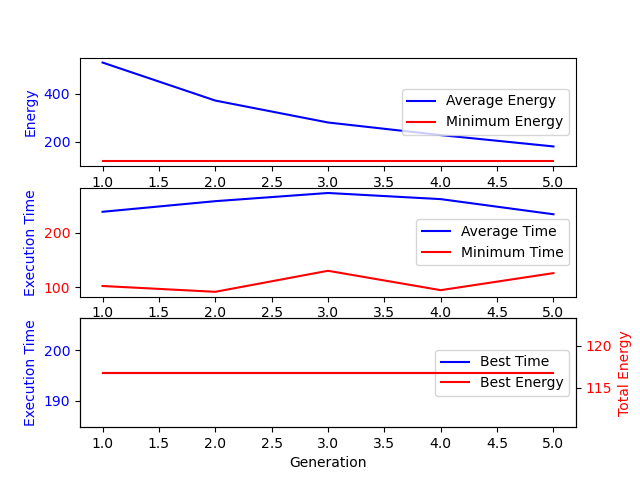 Energy
400
200
Average Energy
Minimum Energy
1.0 1.5 2.0 2.5 3.0 3.5 4.0 4.5 5.0
Execution Time
200
100
Average Time
Minimum Time
1.0 1.5 2.0 2.5 3.0 3.5 4.0 4.5 5.0
Execution Time
200
190
Best Time
Best Energy
120
115
Total Energy
1.0 1.5 2.0 2.5 3.0 3.5 4.0 4.5 5.0
Generation